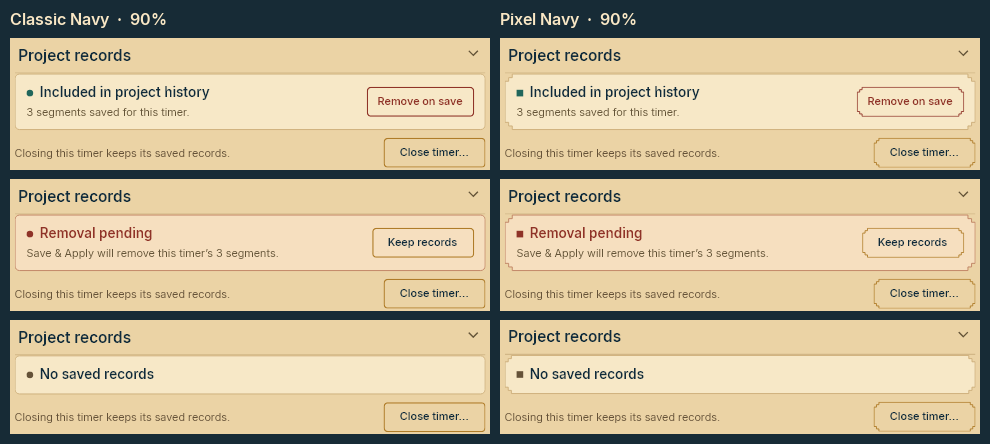 Classic Navy · 90%
Project records
Included in project history
3 segments saved for this timer.
Remove on save
Closing this timer keeps its saved records.
Close timer...
Project records
Removal pending
Save & Apply will remove this timer's 3 segments.
Keep records
Closing this timer keeps its saved records.
Close timer...
Project records
No saved records
Closing this timer keeps its saved records.
Close timer...
Pixel Navy · 90%
Project records
Included in project history
3 segments saved for this timer.
Remove on save
Closing this timer keeps its saved records.
Close timer...
Project records
Removal pending
Save & Apply will remove this timer's 3 segments.
Keep records
Closing this timer keeps its saved records.
Close timer...
Project records
No saved records
Closing this timer keeps its saved records.
Close timer...